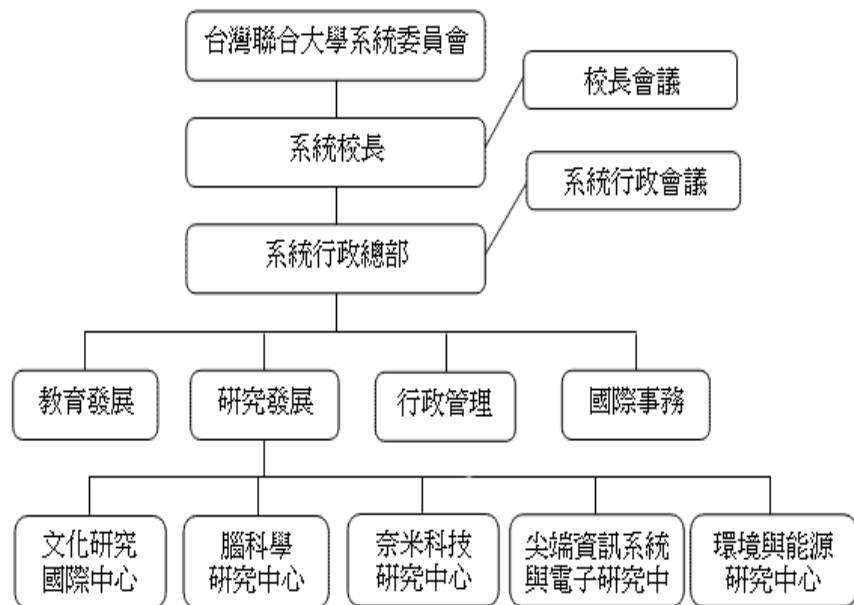 台灣聯合大學系統委員會
校長會議
系統校長
系統行政會議
系統行政總部
教育發展
研究發展
行政管理
國際事務
文化研究
國際中心
腦科學
研究中心
奈米科技
研究中心
尖端資訊系統
與電子研究中
環境與能源
研究中心